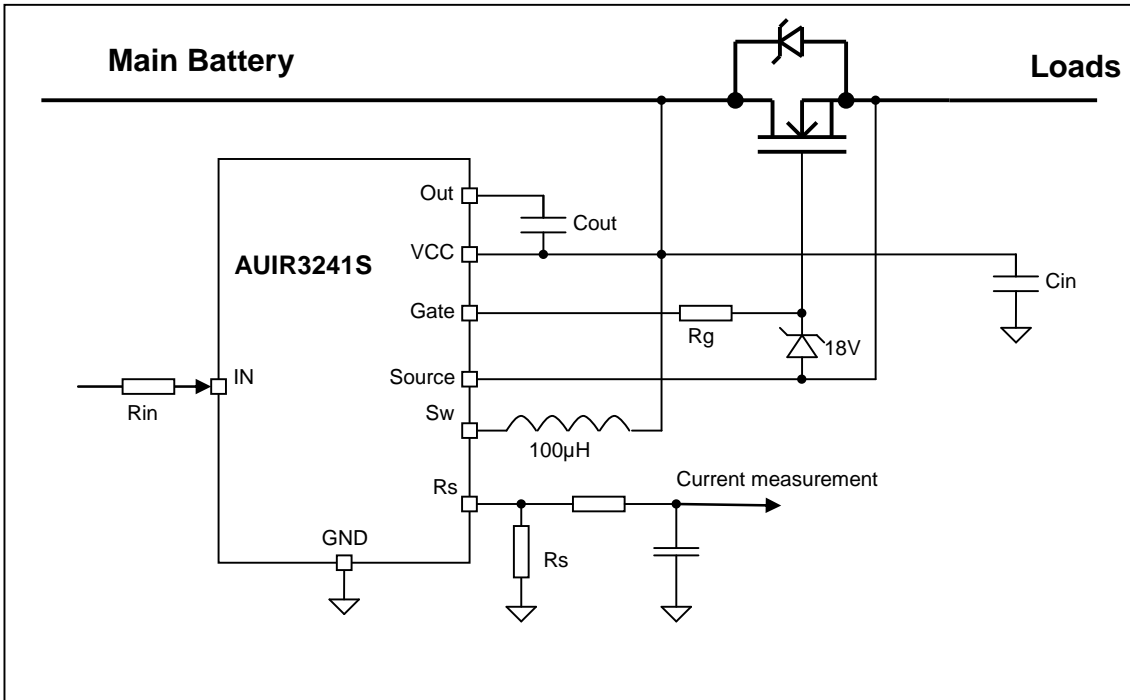 Main Battery
Loads
Out
Cout
VCC
AUIR3241S
Cin
Gate
Rg
18V
IN
Source
Rin
Sw
100µH
Rs
Current measurement
GND
Rs